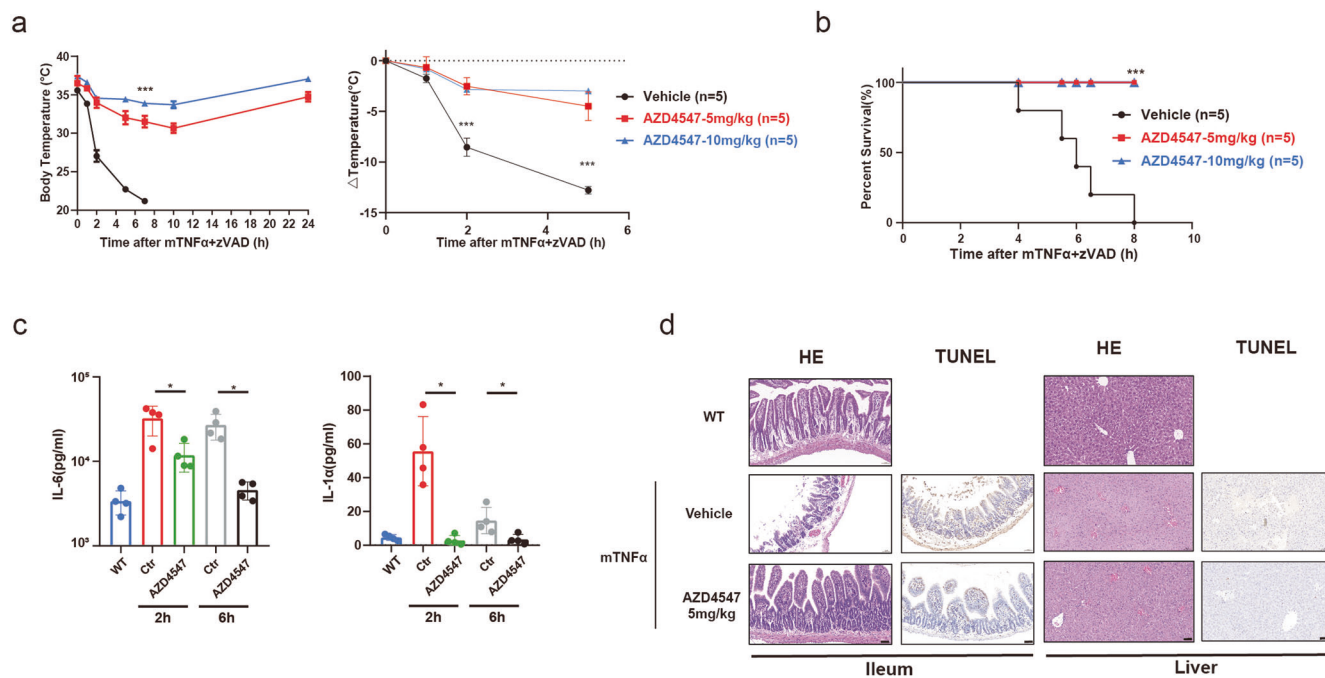 a
40
35
30
25
20
Body Temperature (°C)
***
0 2 4 6 8 10 12 14 16 18 20 22 24
Time after mTNFα+zVAD (h)
0
-5
-10
-15
△Temperature (°C)
***
***
0 2 4 6
Time after mTNFα+zVAD (h)
Vehicle (n=5)
AZD4547-5mg/kg (n=5)
AZD4547-10mg/kg (n=5)
b
100
50
0
Percent Survival(%)
***
0 2 4 6 8 10
Time after mTNFα+zVAD (h)
Vehicle (n=5)
AZD4547-5mg/kg (n=5)
AZD4547-10mg/kg (n=5)
c
10⁵
10⁴
10³
IL-6(pg/ml)
* *
WT Ctr AZD4547 Ctr AZD4547
2h 6h
100
80
60
40
20
0
IL-1α(pg/ml)
* *
WT Ctr AZD4547 Ctr AZD4547
2h 6h
d
HE TUNEL HE TUNEL
WT
Vehicle
mTNFα
AZD4547
5mg/kg
Ileum Liver